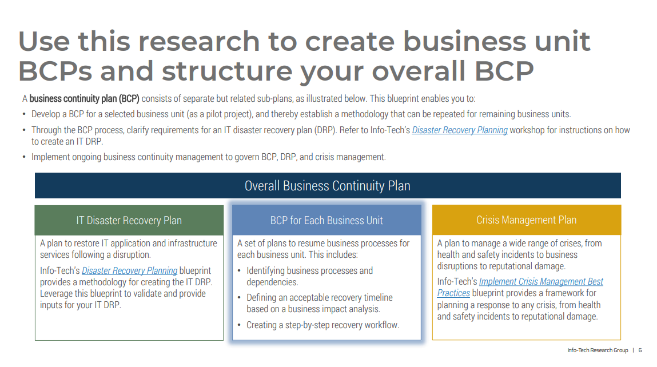 Use this research to create business unit
BCPs and structure your overall BCP
A business continuity plan (BCP) consists of separate but related sub-plans, as illustrated below. This blueprint enables you to:
• Develop a BCP for a selected business unit (as a pilot project), and thereby establish a methodology that can be repeated for remaining business units.
• Through the BCP process, clarify requirements for an IT disaster recovery plan (DRP). Refer to Info-Tech's Disaster Recovery Planning workshop for instructions on how
to create an IT DRP.
• Implement ongoing business continuity management to govern BCP, DRP, and crisis management.
Overall Business Continuity Plan
IT Disaster Recovery Plan
A plan to restore IT application and infrastructure
services following a disruption.
Info-Tech's Disaster Recovery Planning blueprint
provides a methodology for creating the IT DRP.
Leverage this blueprint to validate and provide
inputs for your IT DRP.
BCP for Each Business Unit
A set of plans to resume business processes for
each business unit. This includes:
• Identifying business processes and
dependencies.
• Defining an acceptable recovery timeline
based on a business impact analysis.
• Creating a step-by-step recovery workflow.
Crisis Management Plan
A plan to manage a wide range of crises, from
health and safety incidents to business
disruptions to reputational damage.
Info-Tech's Implement Crisis Management Best
Practices blueprint provides a framework for
planning a response to any crisis, from health
and safety incidents to reputational damage.
Info-Tech Research Group | 5